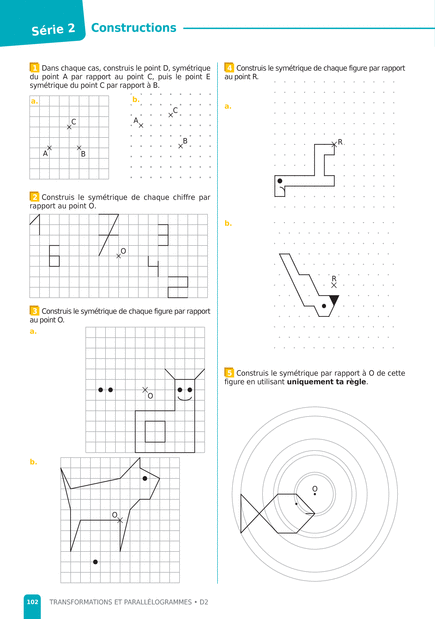 Série 2
Constructions
1 Dans chaque cas, construis le point D, symétrique
du point A par rapport au point C, puis le point E
symétrique du point C par rapport à B.
a.
C
A
B
b.
C
A
B
2 Construis le symétrique de chaque chiffre par
rapport au point O.
O
3 Construis le symétrique de chaque figure par rapport
au point O.
a.
O
b.
O
4 Construis le symétrique de chaque figure par rapport
au point R.
a.
R
b.
R
5 Construis le symétrique par rapport à O de cette
figure en utilisant uniquement ta règle.
O
102 TRANSFORMATIONS ET PARALLÉLOGRAMMES • D2